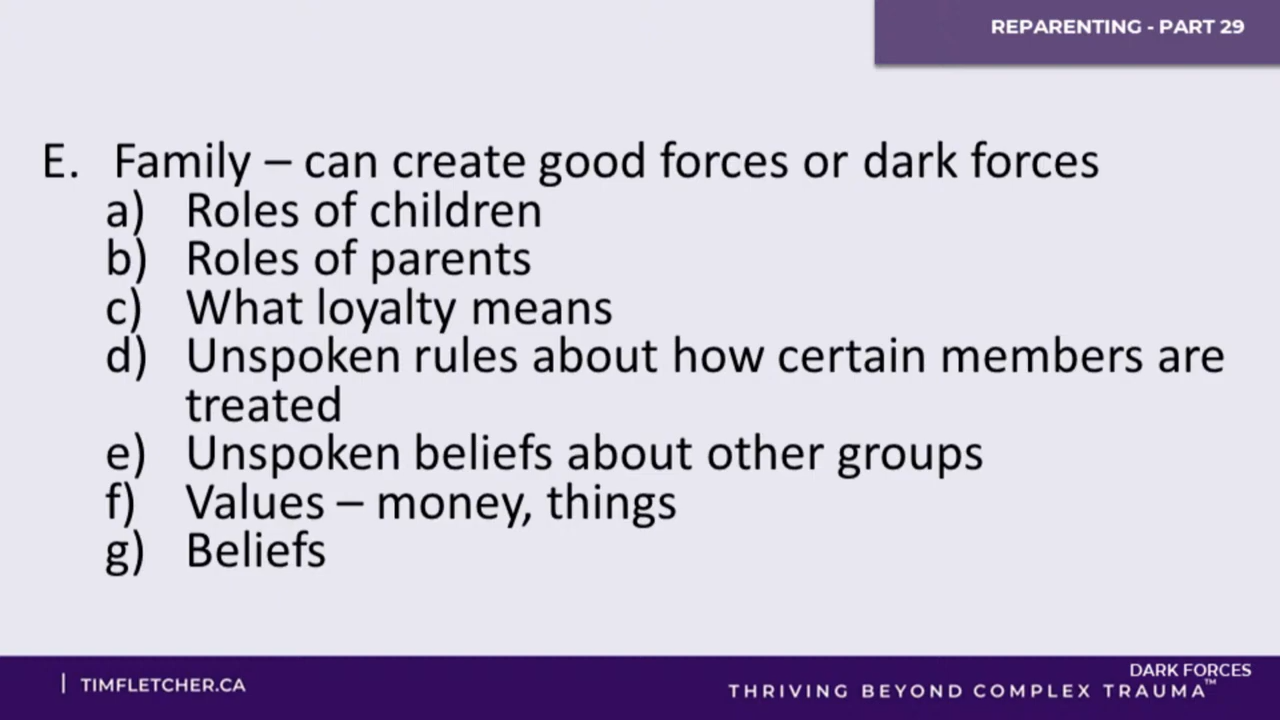 REPARENTING - PART 29
E. Family – can create good forces or dark forces
a) Roles of children
b) Roles of parents
c) What loyalty means
d) Unspoken rules about how certain members are
treated
e) Unspoken beliefs about other groups
f) Values – money, things
g) Beliefs
| TIMFLETCHER.CA
DARK FORCES
THRIVING BEYOND COMPLEX TRAUMA™